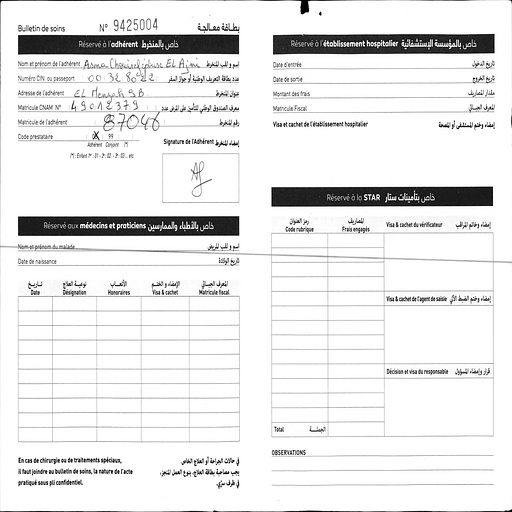 Bulletin de soins N° 9425004 بطاقة معالجة
Réservé à l'adhérent خاص بالمنخرط
Nom et prénom de l'adhérent Asma El Ajmi اسم و لقب المنخرط
Numéro CIN ou passeport عدد بطاقة التعريف الوطنية أو جواز السفر
Adresse de l'adhérent EL Menzah 9B عنوان المنخرط
Matricule CNAM N° 49012379 معرف الصندوق الوطني للتأمين على المرض عدد
Matricule de l'adhérent 87046 رقم المنخرط
Code prestataire 99
Adhérent Conjoint (*)
(*) : Enfant 1er : 01 - 2 : 02 - 3 : 03 ... etc
Signature de l'Adhérent إمضاء المنخرط
Réservé aux médecins et praticiens خاص بالأطباء والممارسين
Nom et prénom du malade اسم و لقب المريض
Date de naissance تاريخ الولادة
تاريخ نوعية العلاج الأتعاب الإمضاء و الختم المعرف الجبائي
Date Désignation Honoraires Visa & cachet Matricule fiscal
En cas de chirurgie ou de traitements spéciaux,
il faut joindre au bulletin de soins, la nature de l'acte
pratiqué sous pli confidentiel.
في حالات الجراحة أو العلاج الخاص
يجب مصاحبة بطاقة العلاج، بنوع العمل المنجز،
في ظرف سري.
Réservé à l'établissement hospitalier خاص بالمؤسسة الإستشفائية
Date d'entrée تاريخ الدخول
Date de sortie تاريخ الخروج
Montant des frais مقدار المصاريف
Matricule Fiscal المعرف الجبائي
Visa et cachet de l'établissement hospitalier إمضاء وختم المستشفى أو المصحة
Réservé à la STAR خاص بتأمينات ستار
رمز العنوان المصاريف
Code rubrique Frais engagés
Visa & cachet du vérificateur إمضاء وخاتم المراقب
Visa & cachet de l'agent de saisie إمضاء وختم الضبط الآلي
Décision et visa du responsable قرار وإمضاء المسؤول
Total الجملة
OBSERVATIONS